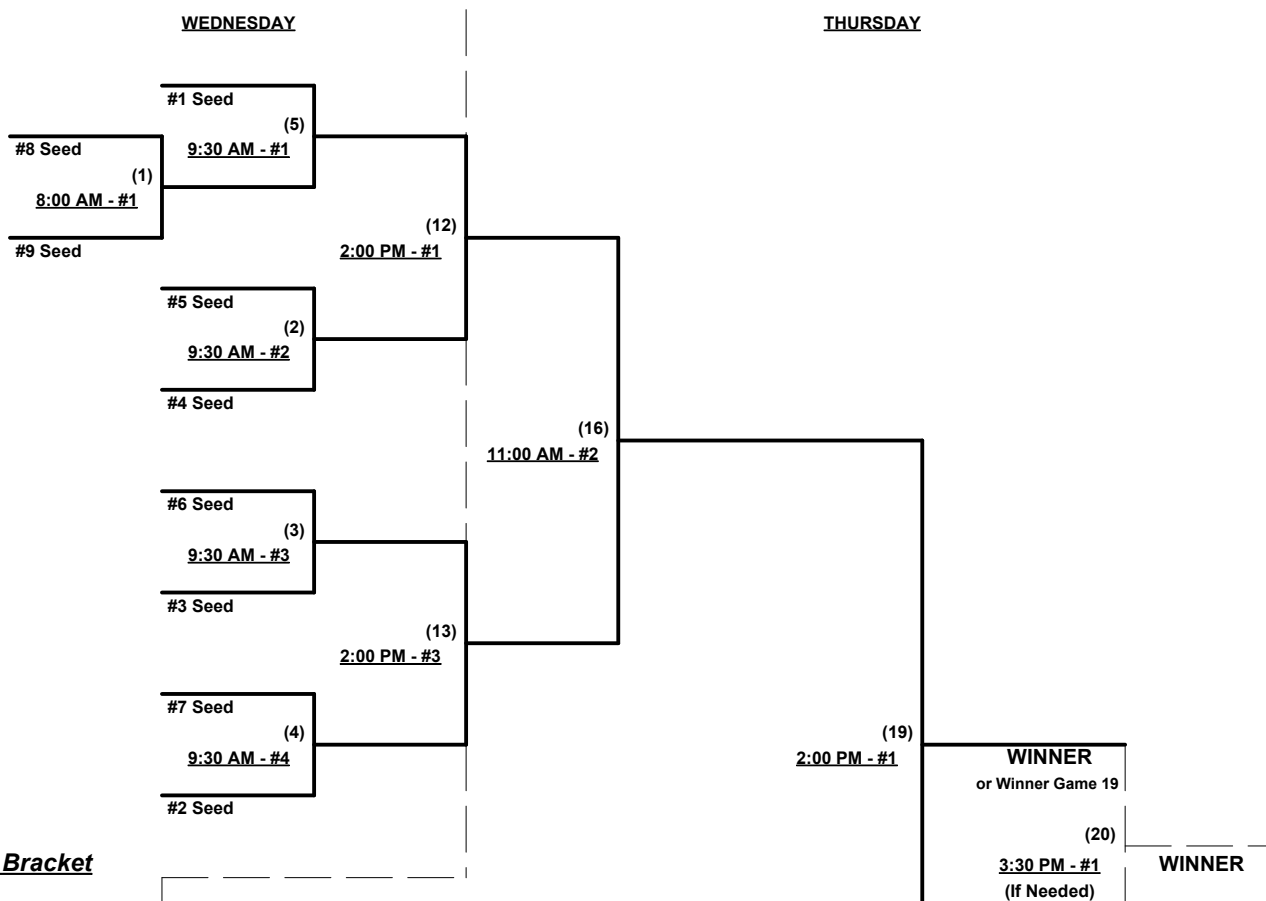 WEDNESDAY
THURSDAY
#1 Seed
(5)
#8 Seed
9:30 AM - #1
(1)
8:00 AM - #1
(12)
#9 Seed
2:00 PM - #1
#5 Seed
(2)
9:30 AM - #2
#4 Seed
(16)
11:00 AM - #2
#6 Seed
(3)
9:30 AM - #3
#3 Seed
(13)
2:00 PM - #3
#7 Seed
(4)
(19)
9:30 AM - #4
2:00 PM - #1
WINNER
or Winner Game 19
#2 Seed
(20)
Bracket
3:30 PM - #1
WINNER
(If Needed)